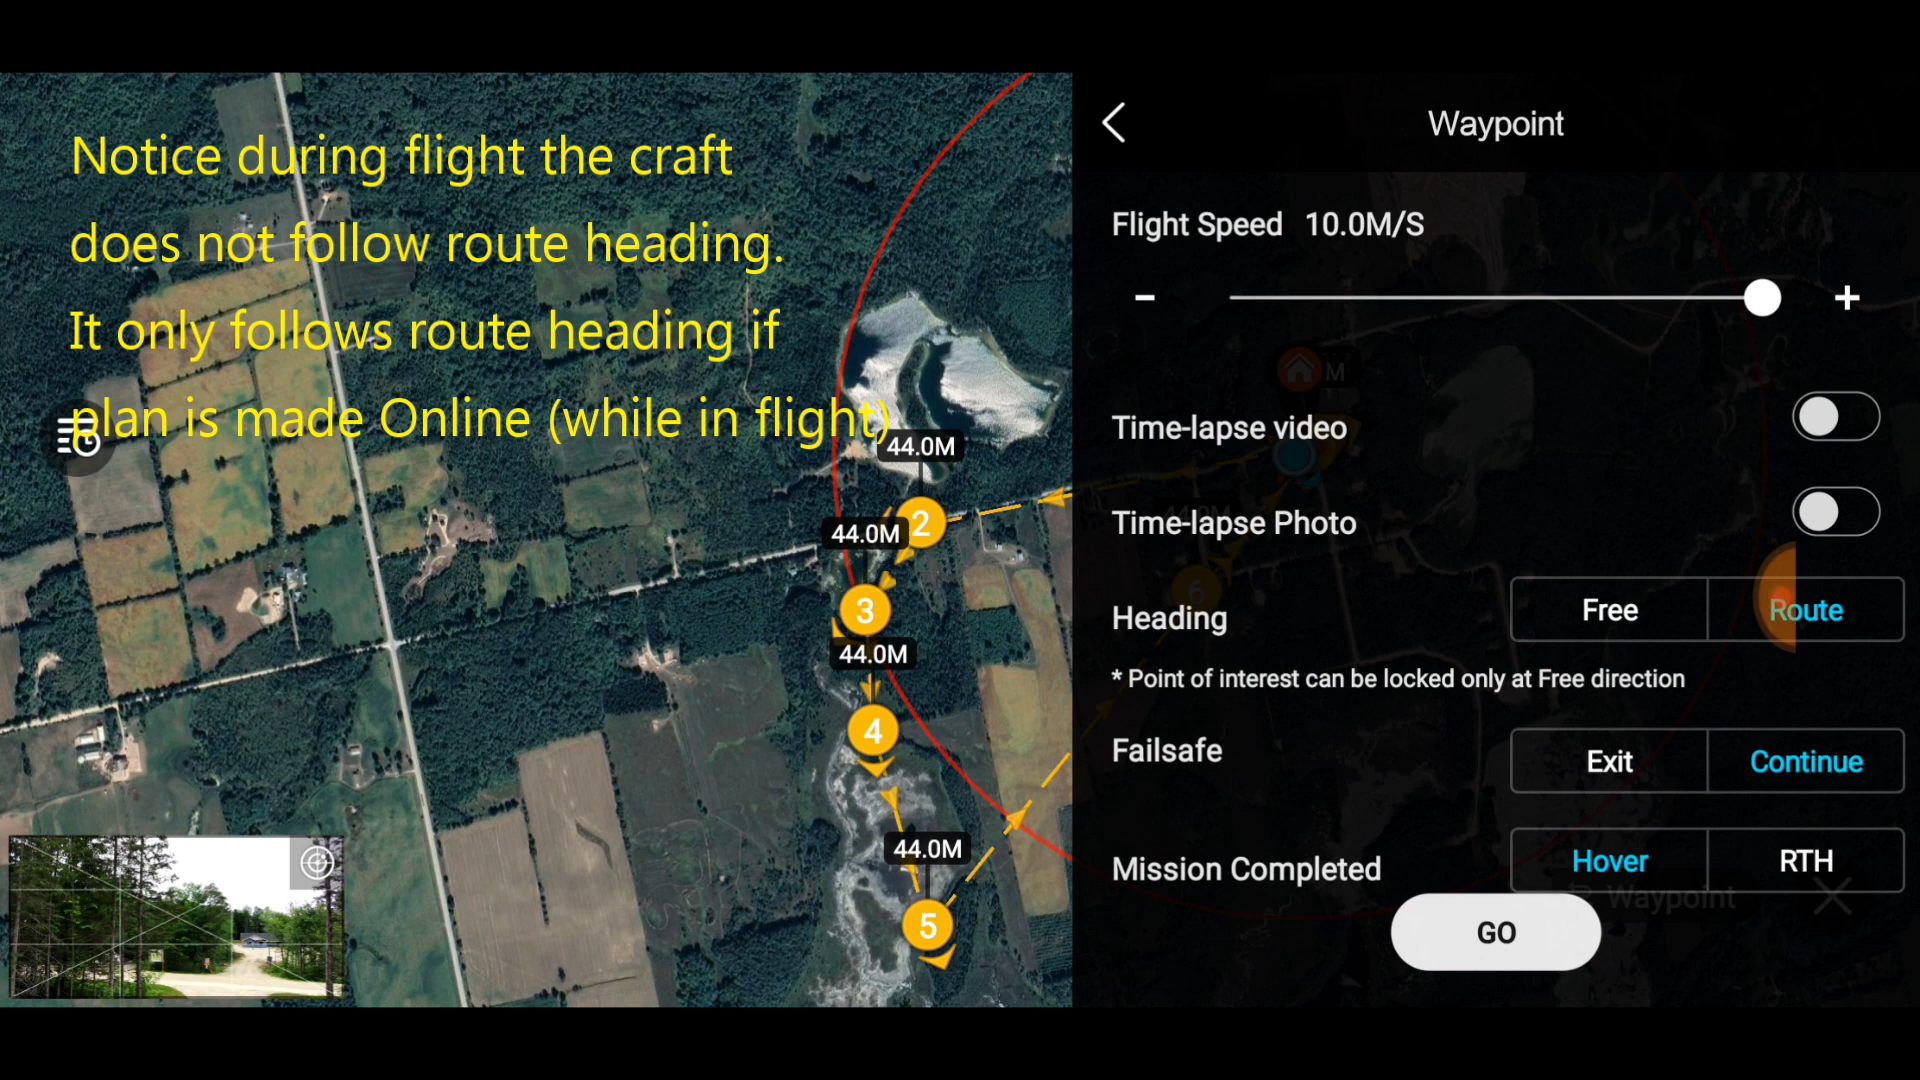 Notice during flight the craft
does not follow route heading.
It only follows route heading if
plan is made Online (while in flight)
44.0M
2
44.0M
3
44.0M
4
44.0M
5
Waypoint
Flight Speed 10.0M/S
-
+
M
Time-lapse video
Time-lapse Photo
6
Heading
Free
Route
* Point of interest can be locked only at Free direction
Failsafe
Exit
Continue
Mission Completed
Hover
RTH
Waypoint
GO